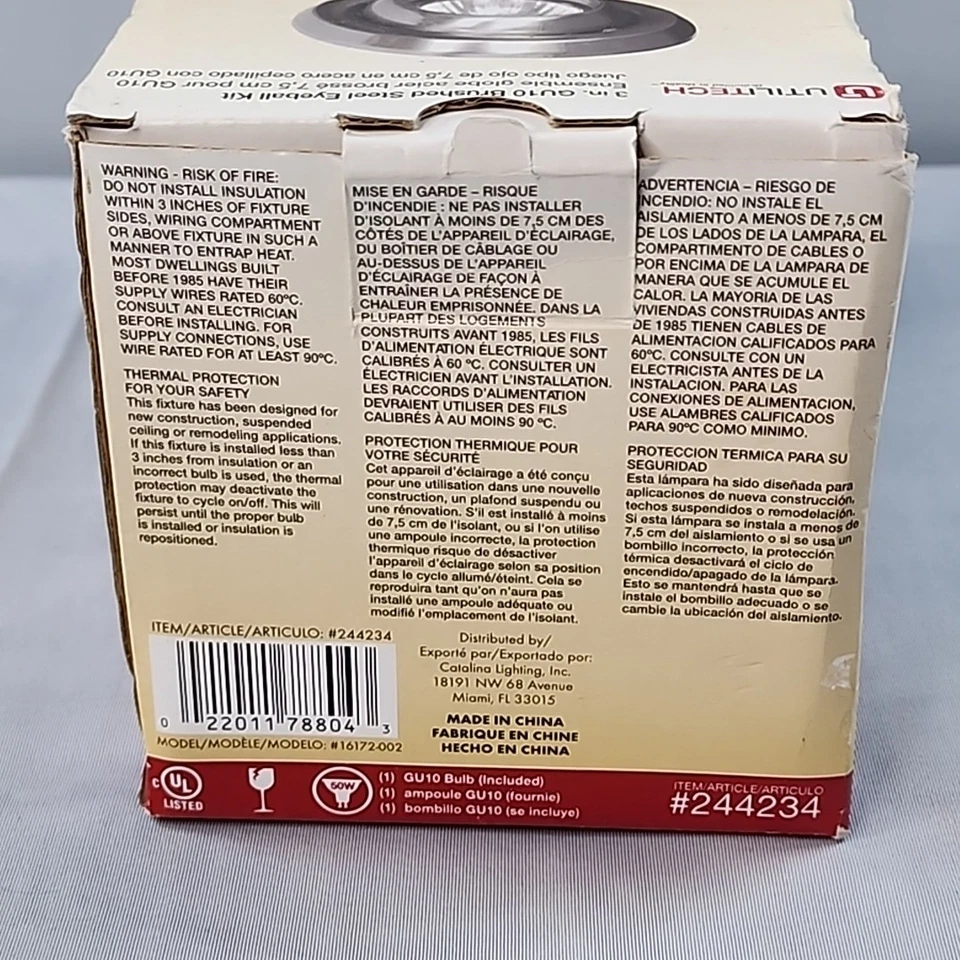 3 in. GU10 Brushed Steel Eyeball Kit
Ensemble globe acier brossé 7,5 cm pour GU10
Juego tipo ojo de 7,5 cm en acero cepillado con GU10
UTILITECH
WARNING - RISK OF FIRE:
DO NOT INSTALL INSULATION
WITHIN 3 INCHES OF FIXTURE
SIDES, WIRING COMPARTMENT
OR ABOVE FIXTURE IN SUCH A
MANNER TO ENTRAP HEAT.
MOST DWELLINGS BUILT
BEFORE 1985 HAVE THEIR
SUPPLY WIRES RATED 60ºC.
CONSULT AN ELECTRICIAN
BEFORE INSTALLING. FOR
SUPPLY CONNECTIONS, USE
WIRE RATED FOR AT LEAST 90ºC.
THERMAL PROTECTION
FOR YOUR SAFETY
This fixture has been designed for
new construction, suspended
ceiling or remodeling applications.
If this fixture is installed less than
3 inches from insulation or an
incorrect bulb is used, the thermal
protection may deactivate the
fixture to cycle on/off. This will
persist until the proper bulb
is installed or insulation is
repositioned.
MISE EN GARDE – RISQUE
D'INCENDIE : NE PAS INSTALLER
D'ISOLANT À MOINS DE 7,5 CM DES
CÔTÉS DE L'APPAREIL D'ÉCLAIRAGE,
DU BOÎTIER DE CÂBLAGE OU
AU-DESSUS DE L'APPAREIL
D'ÉCLAIRAGE DE FAÇON À
ENTRAÎNER LA PRÉSENCE DE
CHALEUR EMPRISONNÉE. DANS LA
PLUPART DES LOGEMENTS
CONSTRUITS AVANT 1985, LES FILS
D'ALIMENTATION ÉLECTRIQUE SONT
CALIBRÉS À 60 ºC. CONSULTER UN
ÉLECTRICIEN AVANT L'INSTALLATION.
LES RACCORDS D'ALIMENTATION
DEVRAIENT UTILISER DES FILS
CALIBRÉS À AU MOINS 90 ºC.
PROTECTION THERMIQUE POUR
VOTRE SÉCURITÉ
Cet appareil d'éclairage a été conçu
pour une utilisation dans une nouvelle
construction, un plafond suspendu ou
une rénovation. S'il est installé à moins
de 7,5 cm de l'isolant, ou si l'on utilise
une ampoule incorrecte, la protection
thermique risque de désactiver
l'appareil d'éclairage selon sa position
dans le cycle allumé/éteint. Cela se
reproduira tant qu'on n'aura pas
installé une ampoule adéquate ou
modifié l'emplacement de l'isolant.
ADVERTENCIA – RIESGO DE
INCENDIO: NO INSTALE EL
AISLAMIENTO A MENOS DE 7,5 CM
DE LOS LADOS DE LA LAMPARA, EL
COMPARTIMENTO DE CABLES O
POR ENCIMA DE LA LAMPARA DE
MANERA QUE SE ACUMULE EL
CALOR. LA MAYORIA DE LAS
VIVIENDAS CONSTRUIDAS ANTES
DE 1985 TIENEN CABLES DE
ALIMENTACION CALIFICADOS PARA
60ºC. CONSULTE CON UN
ELECTRICISTA ANTES DE LA
INSTALACION. PARA LAS
CONEXIONES DE ALIMENTACION,
USE ALAMBRES CALIFICADOS
PARA 90ºC COMO MINIMO.
PROTECCION TERMICA PARA SU
SEGURIDAD
Esta lámpara ha sido diseñada para
aplicaciones de nueva construcción,
techos suspendidos o remodelación.
Si esta lámpara se instala a menos de
7,5 cm del aislamiento o si se usa un
bombillo incorrecto, la protección
térmica desactivará el ciclo de
encendido/apagado de la lámpara.
Esto se mantendrá hasta que se
instale el bombillo adecuado o se
cambie la ubicación del aislamiento.
ITEM/ARTICLE/ARTICULO: #244234
0 22011 78804 3
MODEL/MODÈLE/MODELO: #16172-002
Distributed by/
Exporté par/Exportado por:
Catalina Lighting, Inc.
18191 NW 68 Avenue
Miami, FL 33015
MADE IN CHINA
FABRIQUE EN CHINE
HECHO EN CHINA
c UL
LISTED
50W
(1) GU10 Bulb (Included)
(1) ampoule GU10 (fournie)
(1) bombillo GU10 (se incluye)
ITEM/ARTICLE/ARTICULO
#244234